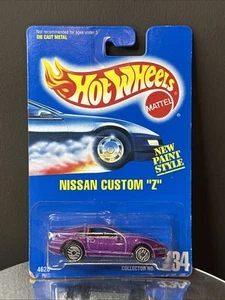 Not recommended for ages under 3
DIE CAST METAL
Hot Wheels
MATTEL
NEW
PAINT
STYLE
NISSAN CUSTOM "Z"
4628
COLLECTOR NO.